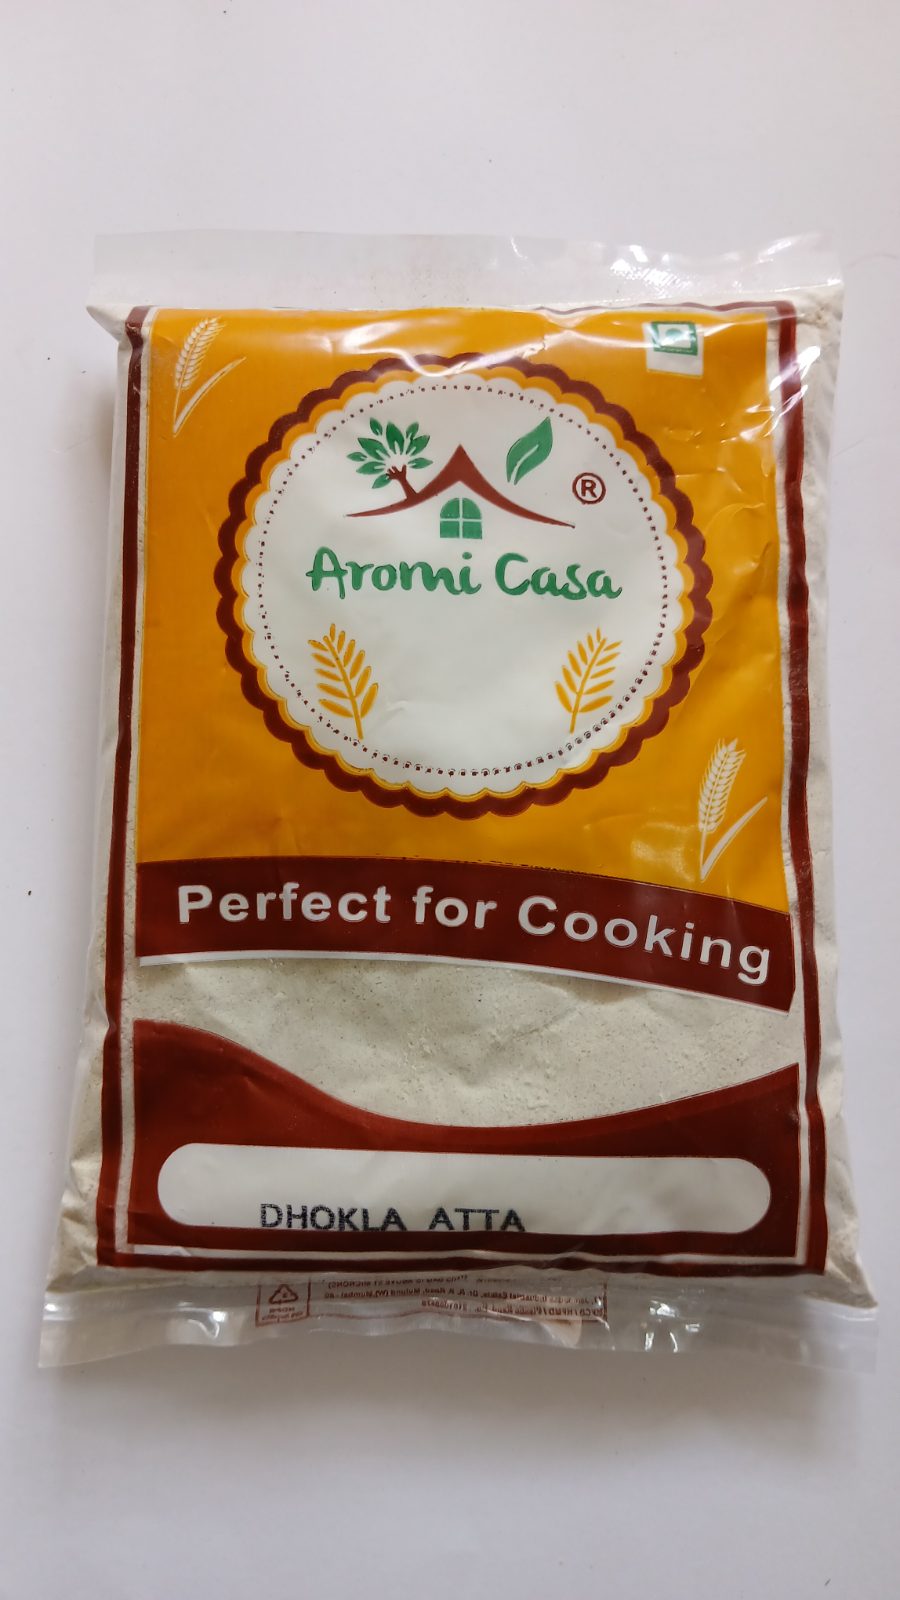 ®
Aromi Casa
Perfect for Cooking
DHOKLA ATTA